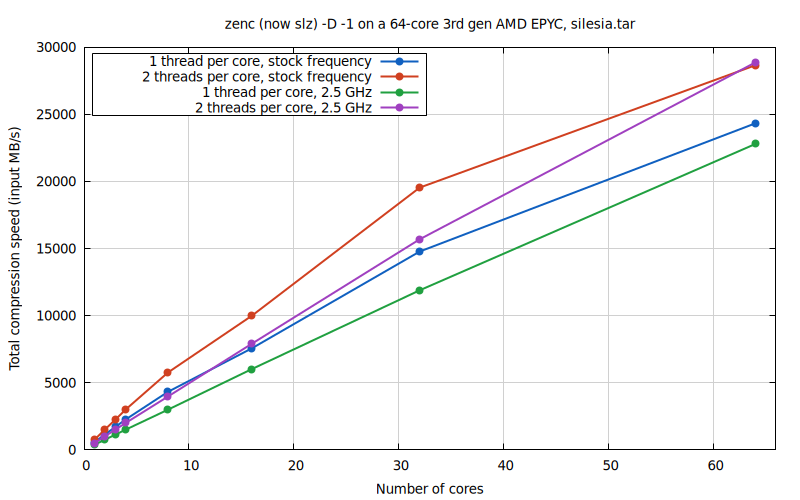 zenc (now slz) -D -1 on a 64-core 3rd gen AMD EPYC, silesia.tar
30000
25000
20000
15000
10000
5000
0
Total compression speed (input MB/s)
1 thread per core, stock frequency
2 threads per core, stock frequency
1 thread per core, 2.5 GHz
2 threads per core, 2.5 GHz
0 10 20 30 40 50 60
Number of cores